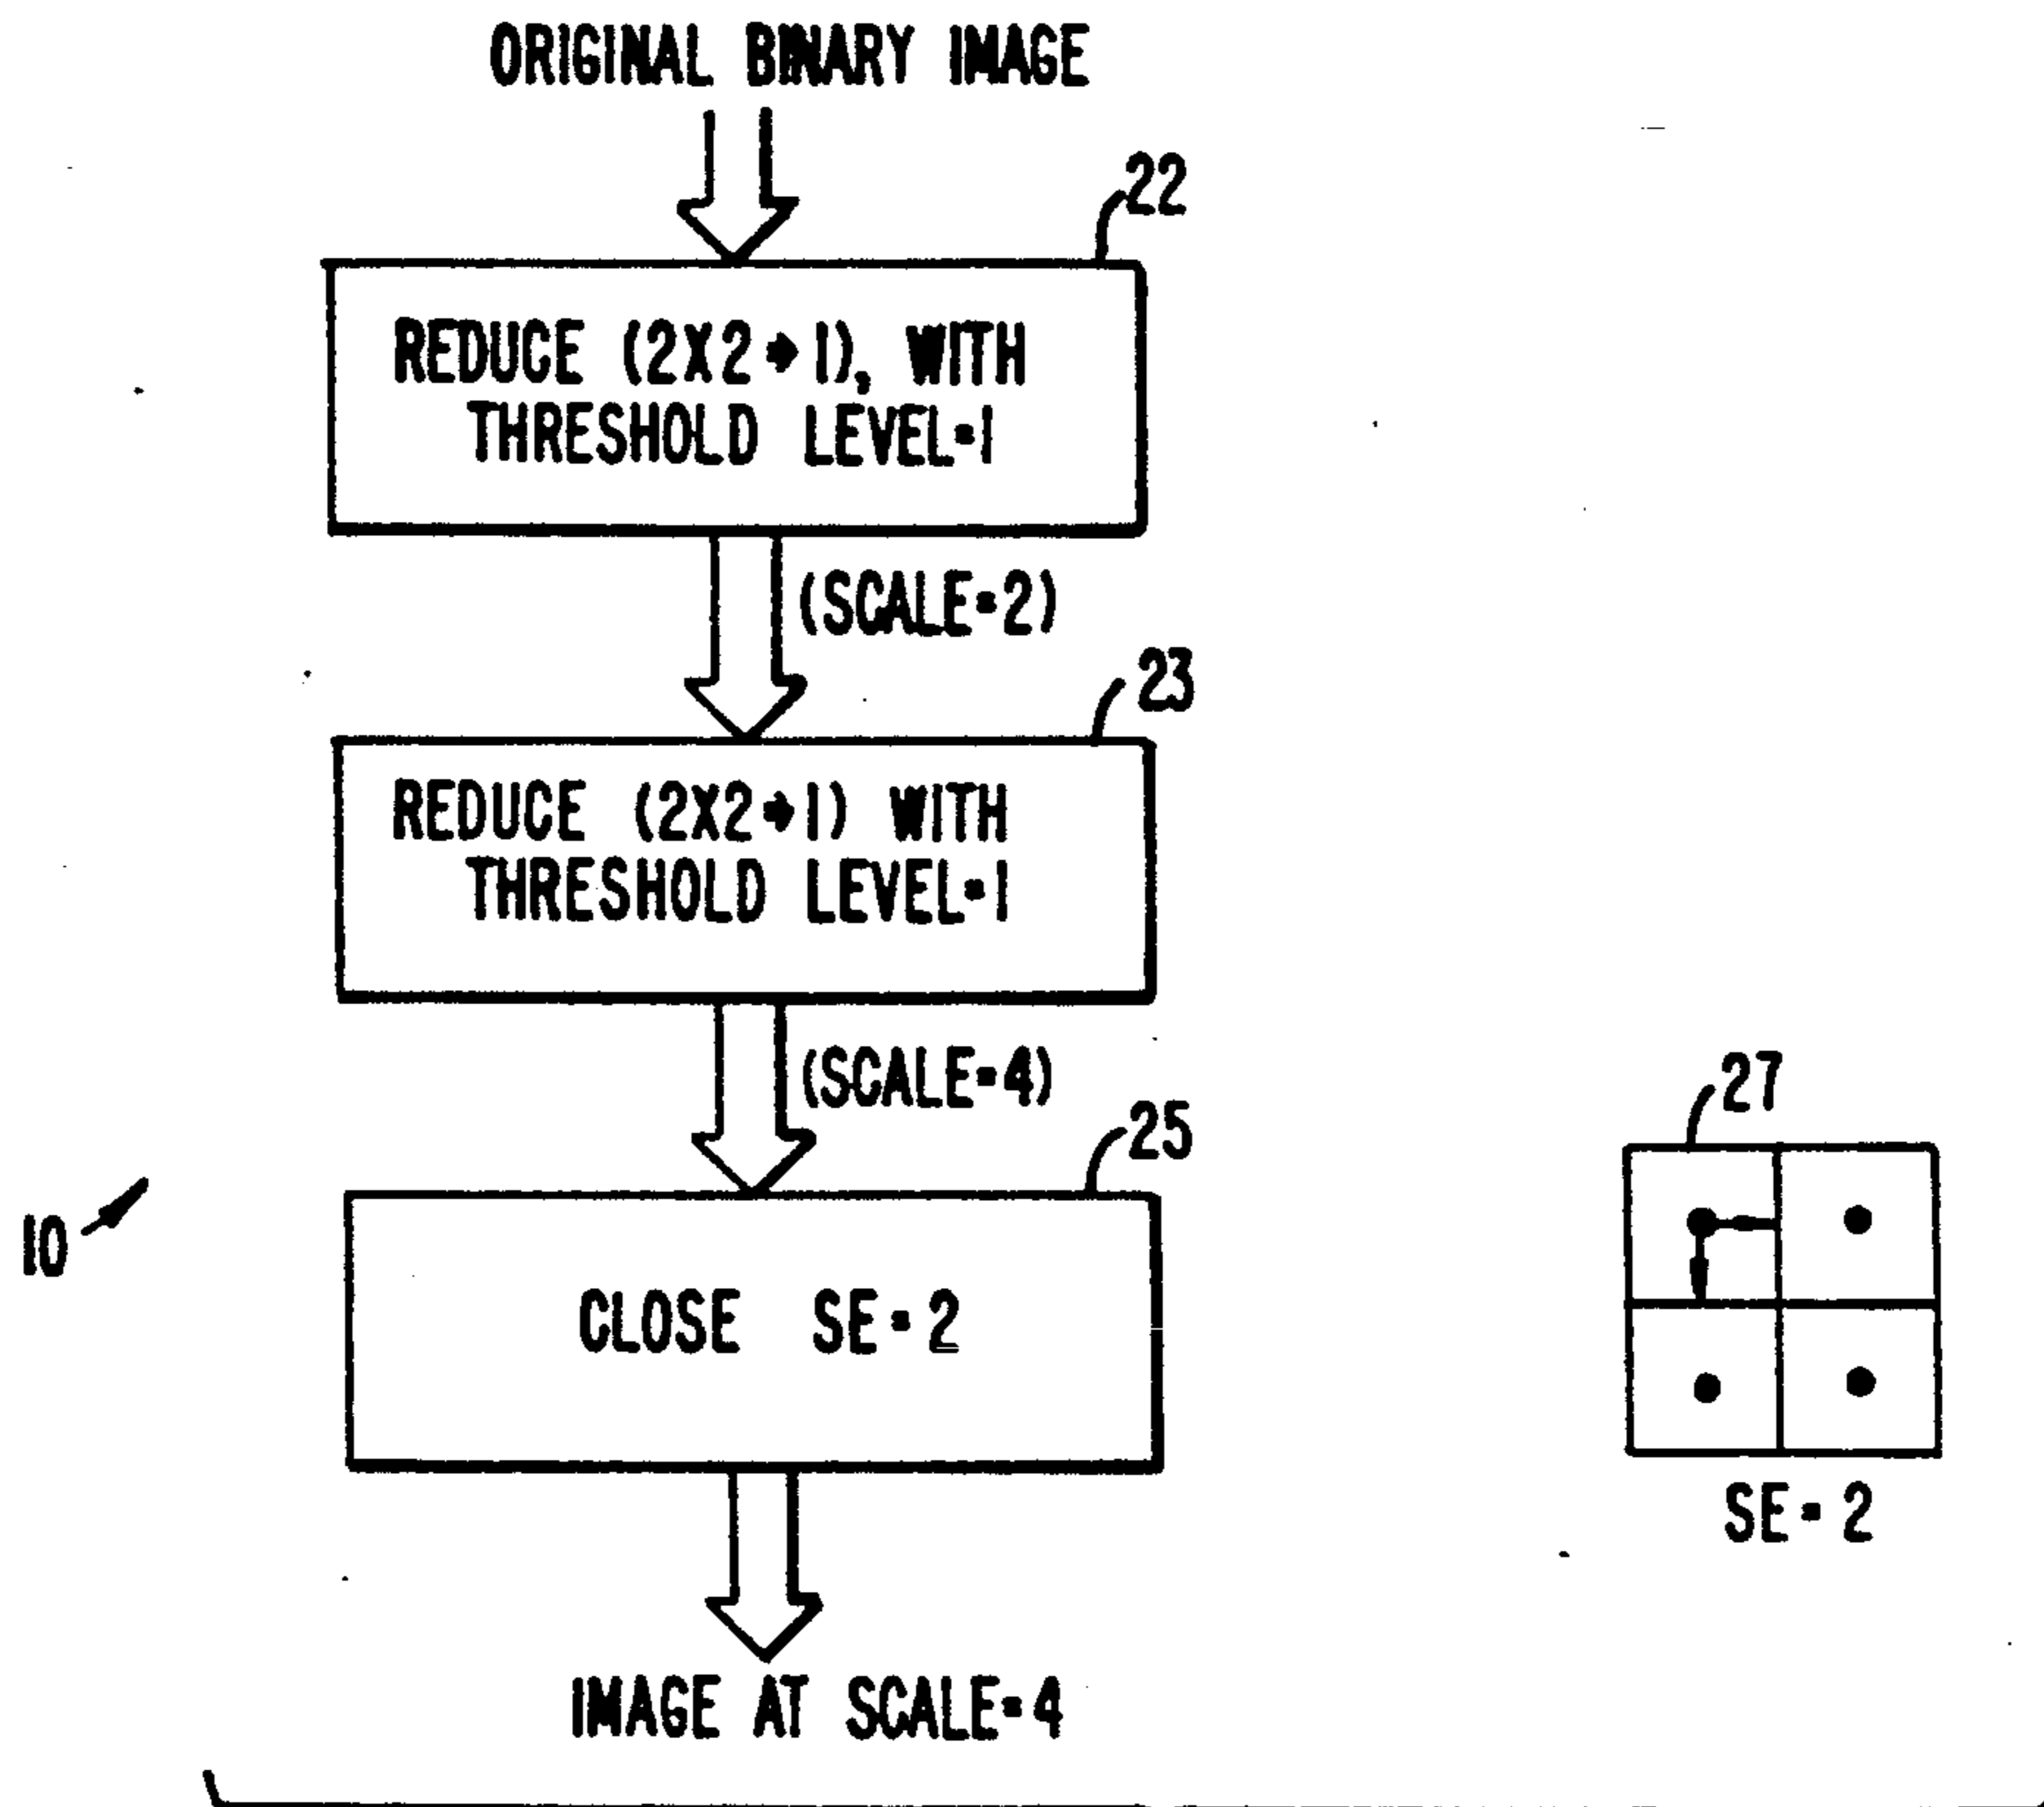 ORIGINAL BINARY IMAGE
22
REDUCE (2X2→1), WITH
THRESHOLD LEVEL=1
(SCALE=2)
23
REDUCE (2X2→1) WITH
THRESHOLD LEVEL=1
(SCALE=4)
25
27
10
CLOSE SE=2
SE=2
IMAGE AT SCALE=4